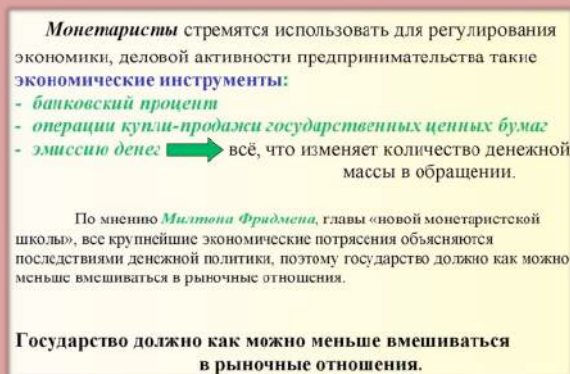 Монетаристы стремятся использовать для регулирования
экономики, деловой активности предпринимательства такие
экономические инструменты:
- банковский процент
- операции купли-продажи государственных ценных бумаг
- эмиссию денег всё, что изменяет количество денежной
массы в обращении.
По мнению Милтона Фридмена, главы «новой монетаристской
школы», все крупнейшие экономические потрясения объясняются
последствиями денежной политики, поэтому государство должно как можно
меньше вмешиваться в рыночные отношения.
Государство должно как можно меньше вмешиваться
в рыночные отношения.